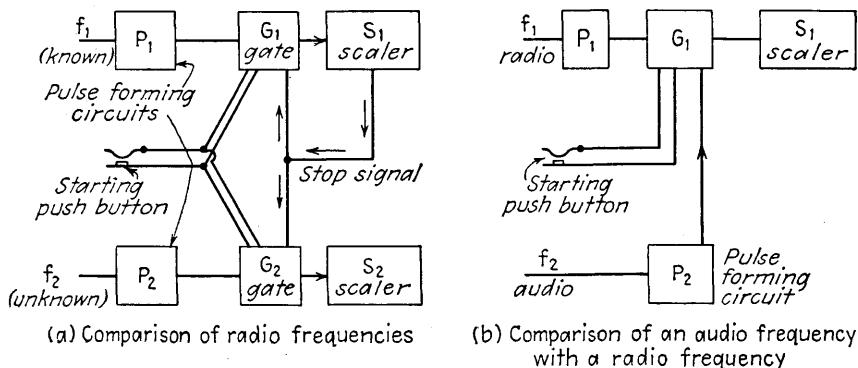 f₁
(known)
P₁
G₁
gate
S₁
scaler
Pulse forming
circuits
Stop signal
Starting
push button
f₂
(unknown)
P₂
G₂
gate
S₂
scaler
(a) Comparison of radio frequencies
f₁
radio
P₁
G₁
S₁
scaler
Starting
push button
f₂
audio
P₂
Pulse
forming
circuit
(b) Comparison of an audio frequency
with a radio frequency